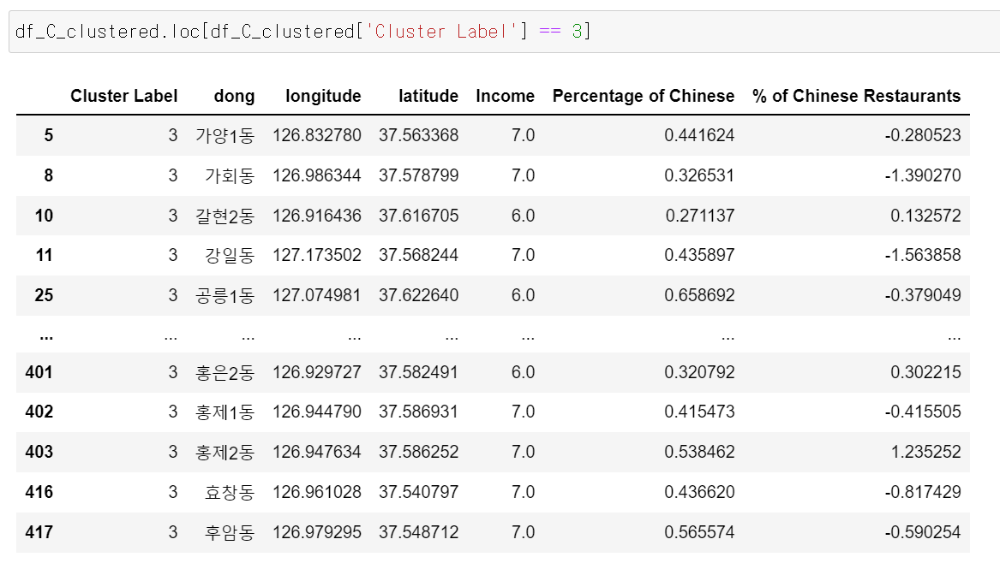 df_C_clustered.loc[df_C_clustered['Cluster Label'] == 3]
Cluster Label dong longitude latitude Income Percentage of Chinese % of Chinese Restaurants
5 3 가양1동 126.832780 37.563368 7.0 0.441624 -0.280523
8 3 가회동 126.986344 37.578799 7.0 0.326531 -1.390270
10 3 갈현2동 126.916436 37.616705 6.0 0.271137 0.132572
11 3 강일동 127.173502 37.568244 7.0 0.435897 -1.563858
25 3 공릉1동 127.074981 37.622640 6.0 0.658692 -0.379049
... ... ... ... ... ... ... ...
401 3 홍은2동 126.929727 37.582491 6.0 0.320792 0.302215
402 3 홍제1동 126.944790 37.586931 7.0 0.415473 -0.415505
403 3 홍제2동 126.947634 37.586252 7.0 0.538462 1.235252
416 3 효창동 126.961028 37.540797 7.0 0.436620 -0.817429
417 3 후암동 126.979295 37.548712 7.0 0.565574 -0.590254